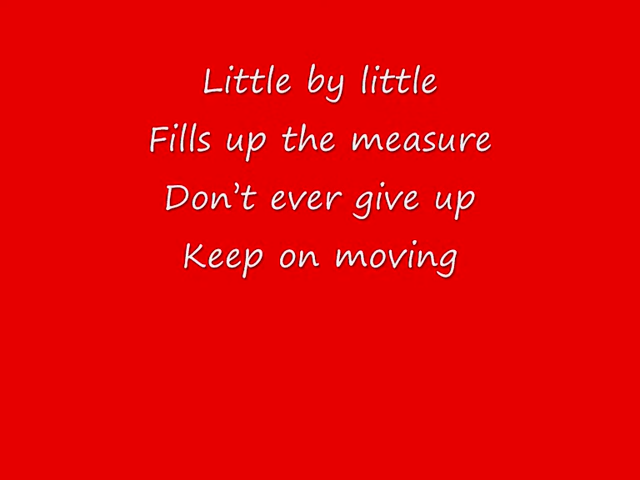 Little by little
Fills up the measure
Don’t ever give up
Keep on moving